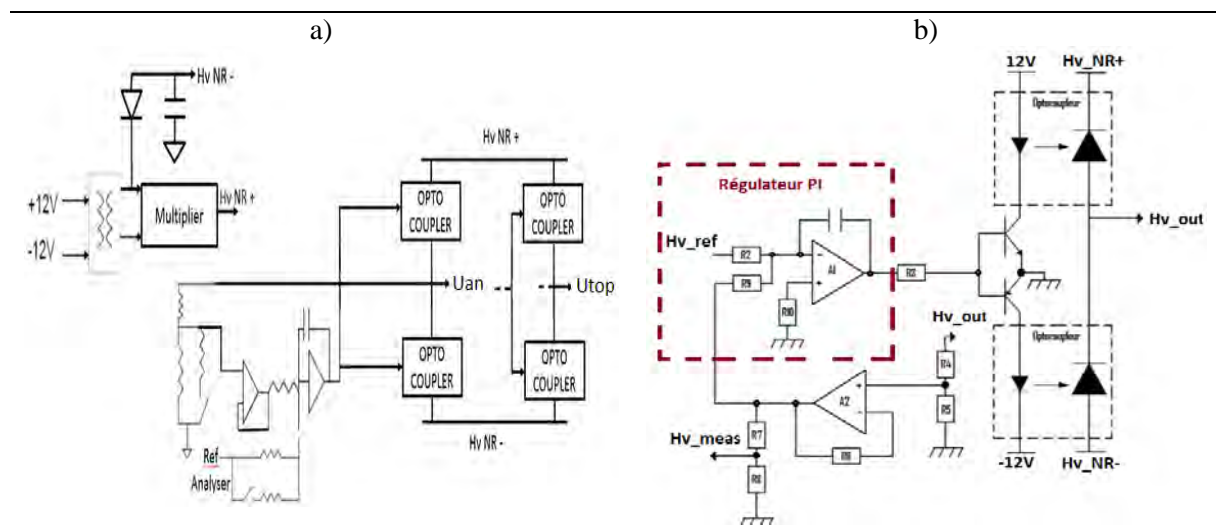 a)
Hv NR -
+12V
-12V
Multiplier
Hv NR +
Hv NR +
OPTO
COUPLER
OPTO
COUPLER
Uan
Utop
OPTO
COUPLER
OPTO
COUPLER
Hv NR -
Ref
Analyser
b)
12V
Hv_NR+
Optocoupleur
Régulateur PI
Hv_ref
R2
R9
A1
R10
R3
Hv_out
Hv_out
R4
R5
A2
R7
Hv_meas
Optocoupleur
-12V
Hv_NR-